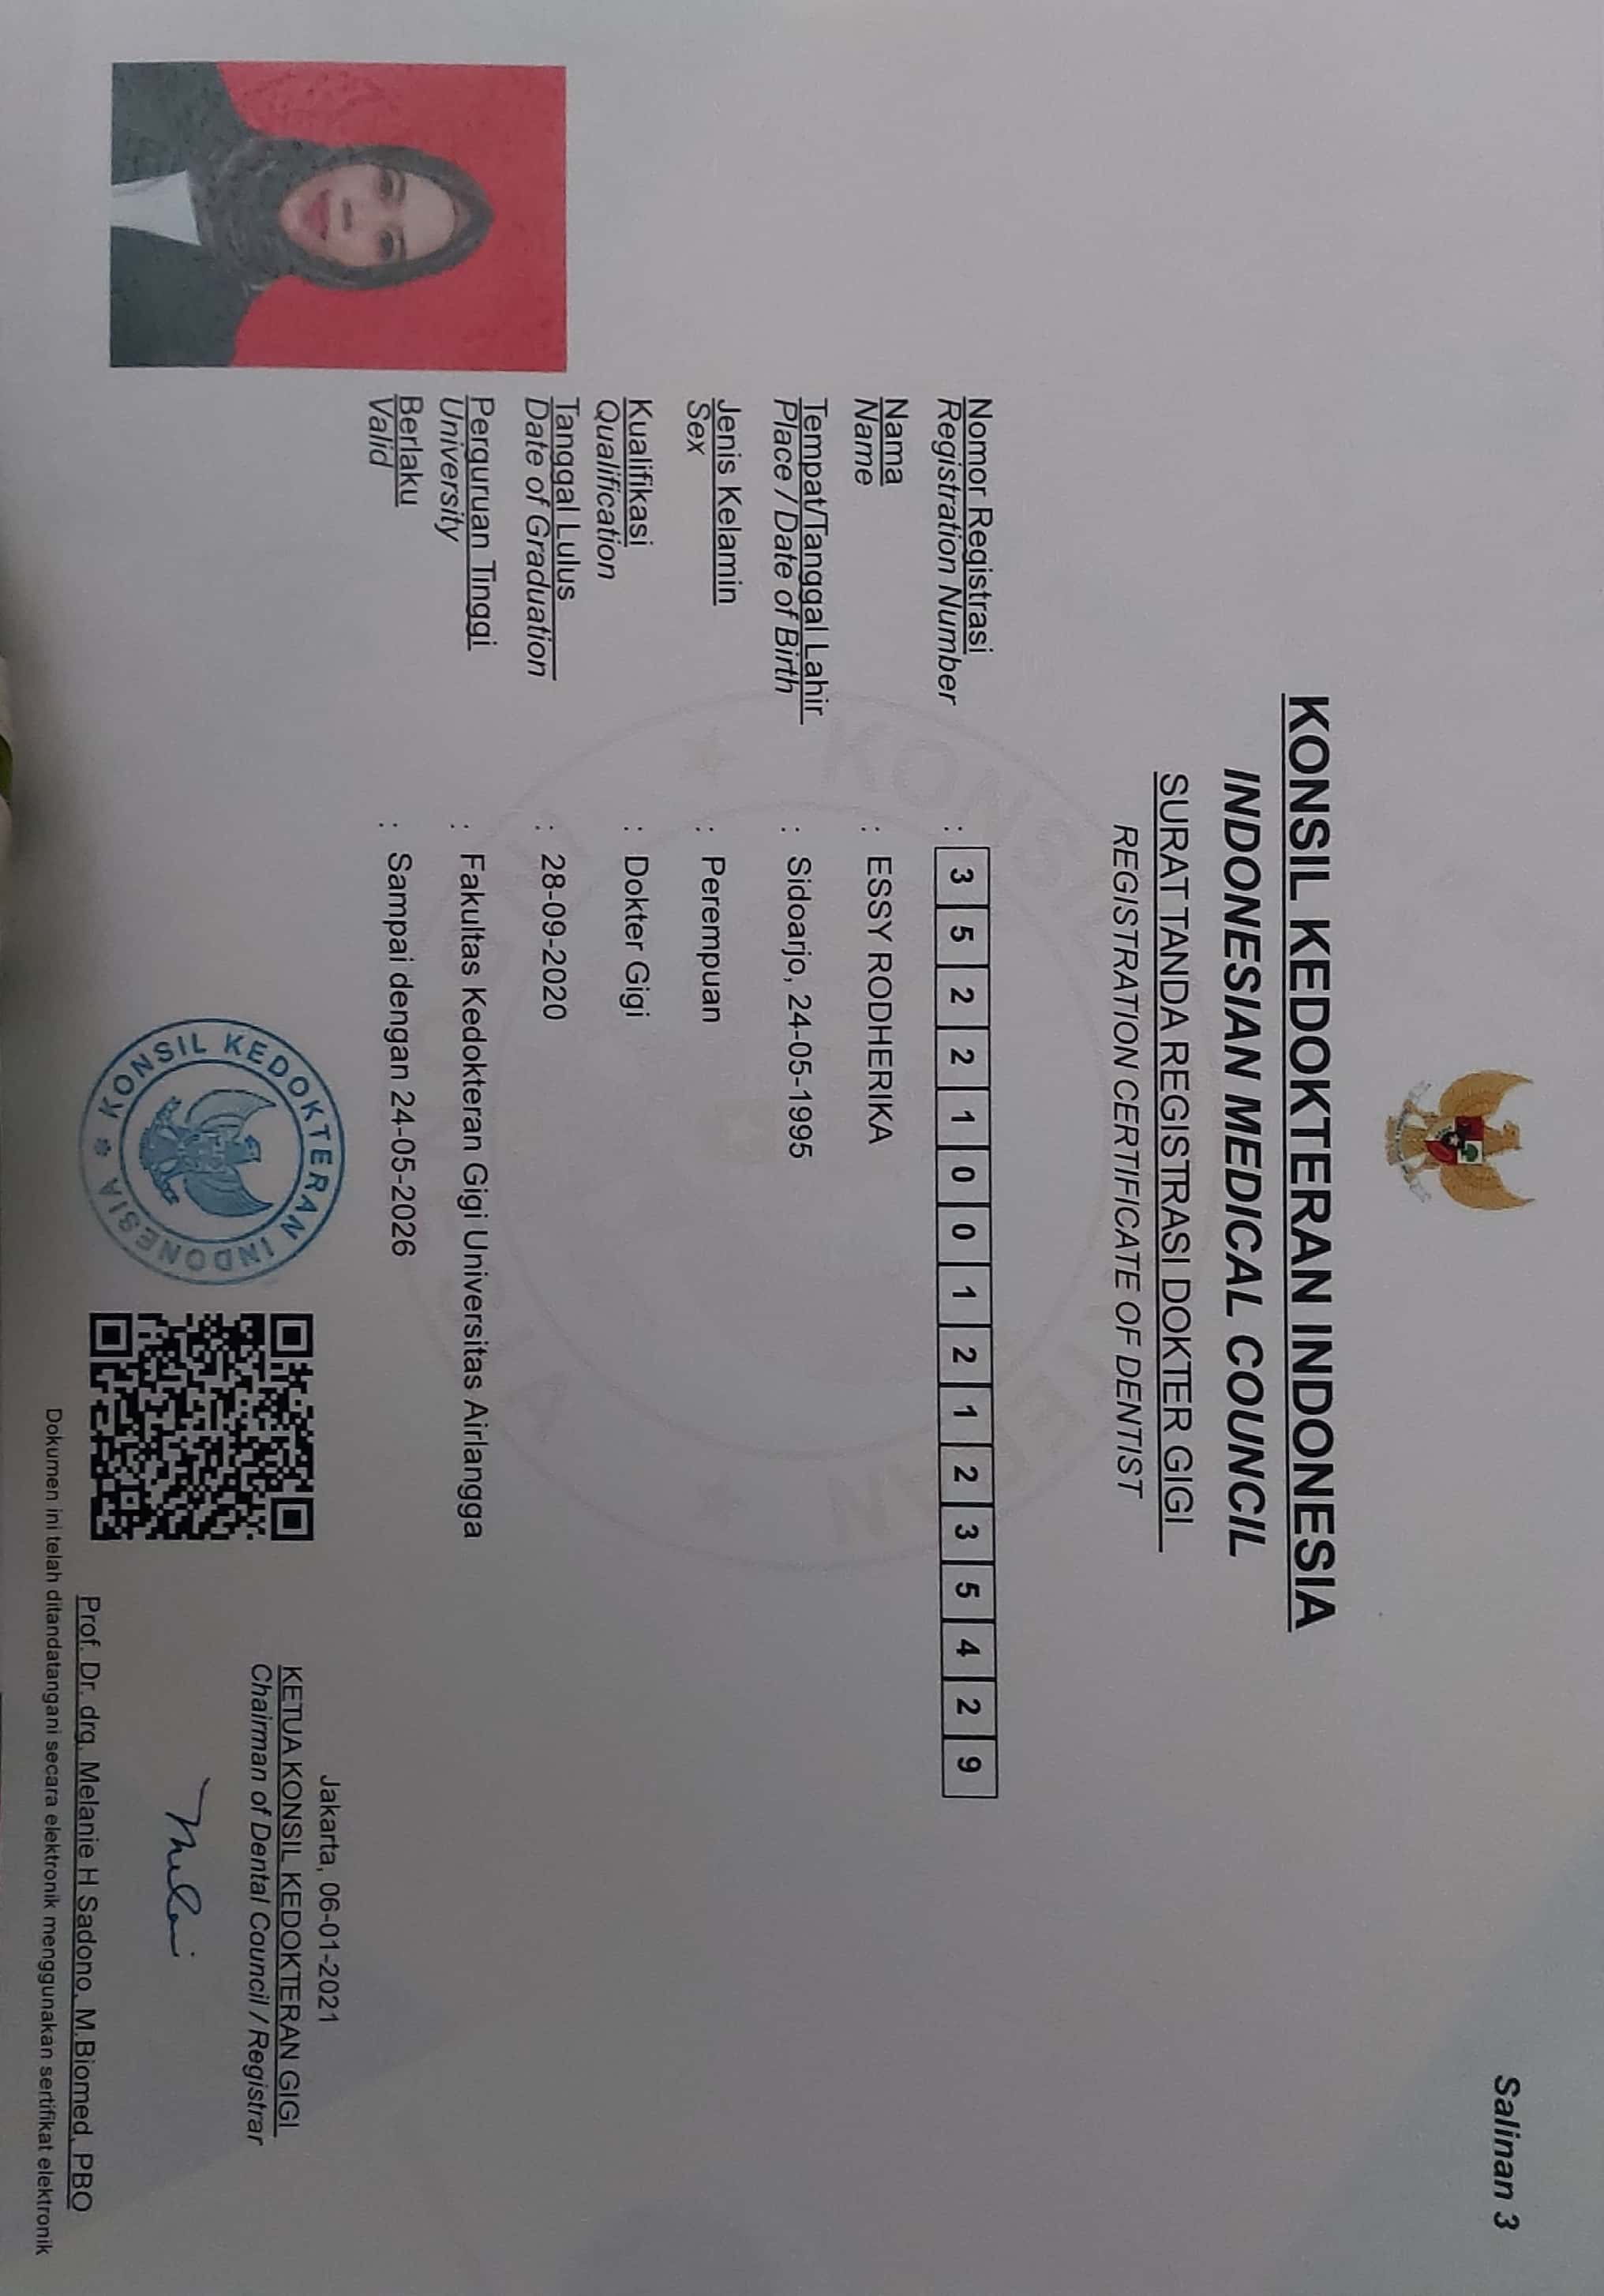 Salinan 3
KONSIL KEDOKTERAN INDONESIA
INDONESIAN MEDICAL COUNCIL
SURAT TANDA REGISTRASI DOKTER GIGI
REGISTRATION CERTIFICATE OF DENTIST
Nomor Registrasi : 3 5 2 2 1 0 0 1 2 1 2 3 5 4 2 9
Registration Number
Nama : ESSY RODHERIKA
Name
Tempat/Tanggal Lahir : Sidoarjo, 24-05-1995
Place / Date of Birth
Jenis Kelamin : Perempuan
Sex
Kualifikasi : Dokter Gigi
Qualification
Tanggal Lulus : 28-09-2020
Date of Graduation
Perguruan Tinggi : Fakultas Kedokteran Gigi Universitas Airlangga
University
Berlaku : Sampai dengan 24-05-2026
Valid
KONSIL KEDOKTERAN INDONESIA
Jakarta, 06-01-2021
KETUA KONSIL KEDOKTERAN GIGI
Chairman of Dental Council / Registrar
Prof. Dr. drg. Melanie H Sadono, M.Biomed, PBO
Dokumen ini telah ditandatangani secara elektronik menggunakan sertifikat elektronik